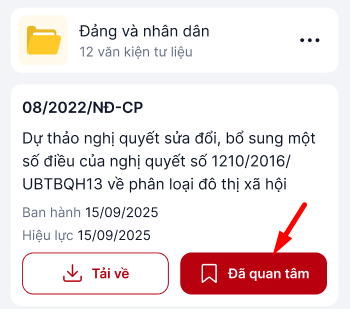 Đảng và nhân dân
12 văn kiện tư liệu
08/2022/NĐ-CP
Dự thảo nghị quyết sửa đổi, bổ sung một
số điều của nghị quyết số 1210/2016/
UBTBQH13 về phân loại đô thị xã hội
Ban hành 15/09/2025
Hiệu lực 15/09/2025
Tải về
Đã quan tâm